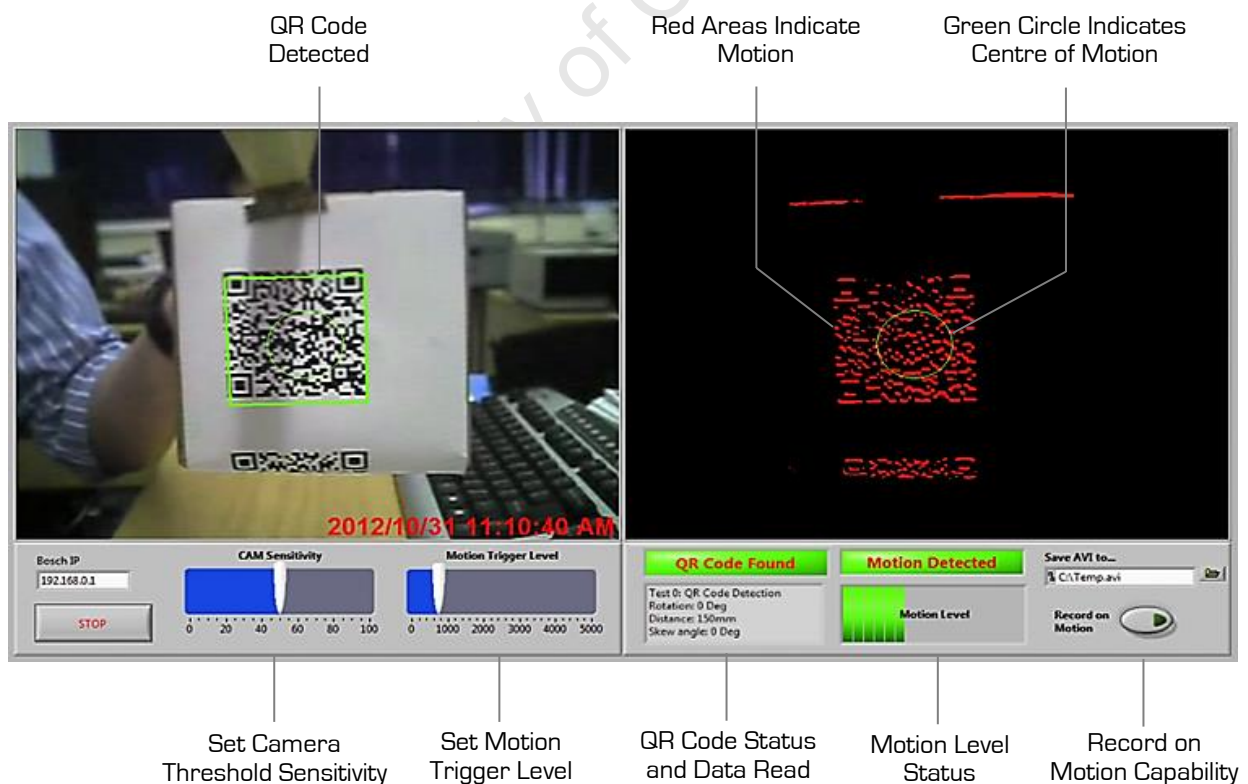 QR Code
Detected
Red Areas Indicate
Motion
Green Circle Indicates
Centre of Motion
2012/10/31 11:10:40 AM
Bosch IP
192.168.0.1
STOP
CAM Sensitivity
0 20 40 60 80 100
Motion Trigger Level
0 1000 2000 3000 4000 5000
QR Code Found
Test 0: QR Code Detection
Rotation: 0 Deg
Distance: 150mm
Skew angle: 0 Deg
Motion Detected
Motion Level
Save AVI to...
C:\Temp.avi
Record on
Motion
Set Camera
Threshold Sensitivity
Set Motion
Trigger Level
QR Code Status
and Data Read
Motion Level
Status
Record on
Motion Capability